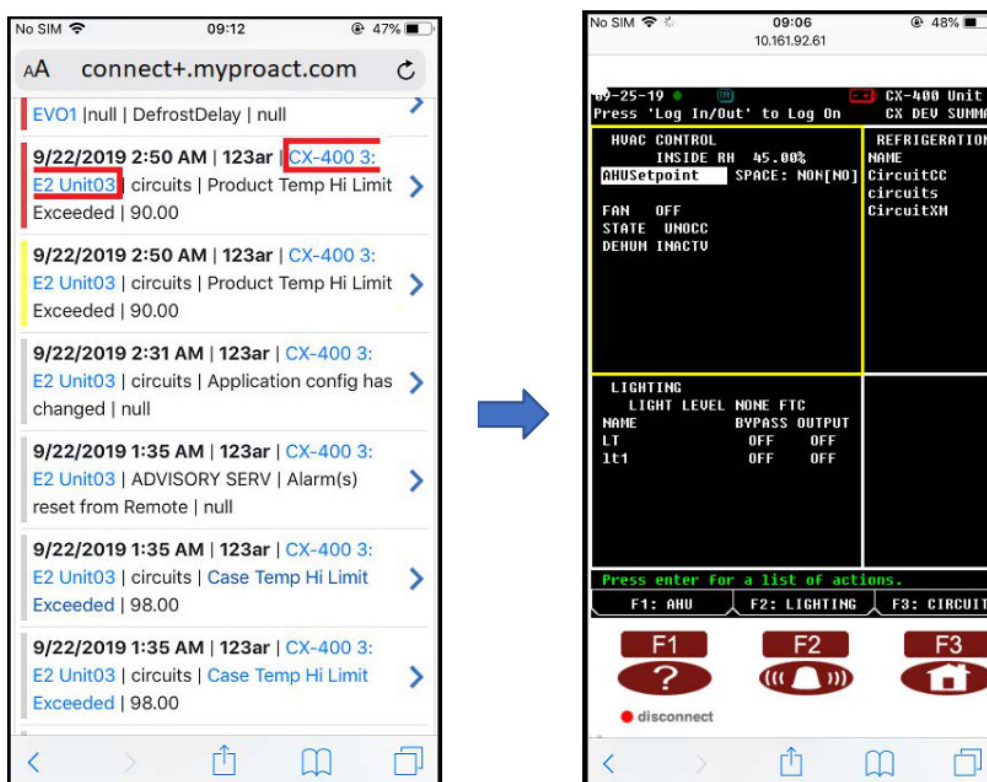 No SIM 09:12 47%
AA connect+.myproact.com
EVO1 |null | DefrostDelay | null
9/22/2019 2:50 AM | 123ar | CX-400 3:
E2 Unit03 | circuits | Product Temp Hi Limit
Exceeded | 90.00
9/22/2019 2:50 AM | 123ar | CX-400 3:
E2 Unit03 | circuits | Product Temp Hi Limit
Exceeded | 90.00
9/22/2019 2:31 AM | 123ar | CX-400 3:
E2 Unit03 | circuits | Application config has
changed | null
9/22/2019 1:35 AM | 123ar | CX-400 3:
E2 Unit03 | ADVISORY SERV | Alarm(s)
reset from Remote | null
9/22/2019 1:35 AM | 123ar | CX-400 3:
E2 Unit03 | circuits | Case Temp Hi Limit
Exceeded | 98.00
9/22/2019 1:35 AM | 123ar | CX-400 3:
E2 Unit03 | circuits | Case Temp Hi Limit
Exceeded | 98.00
No SIM 09:06 48%
10.161.92.61
09-25-19 CX-400 Unit
Press 'Log In/Out' to Log On CX DEV SUMMA
HVAC CONTROL
INSIDE RH 45.00%
AHUSetpoint SPACE: NON[NO]
FAN OFF
STATE UNOCC
DEHUM INACTV
REFRIGERATION
NAME
CircuitCC
circuits
CircuitXM
LIGHTING
LIGHT LEVEL NONE FTC
NAME BYPASS OUTPUT
LT OFF OFF
lt1 OFF OFF
Press enter for a list of actions.
F1: AHU F2: LIGHTING F3: CIRCUIT
F1 F2 F3
?
disconnect